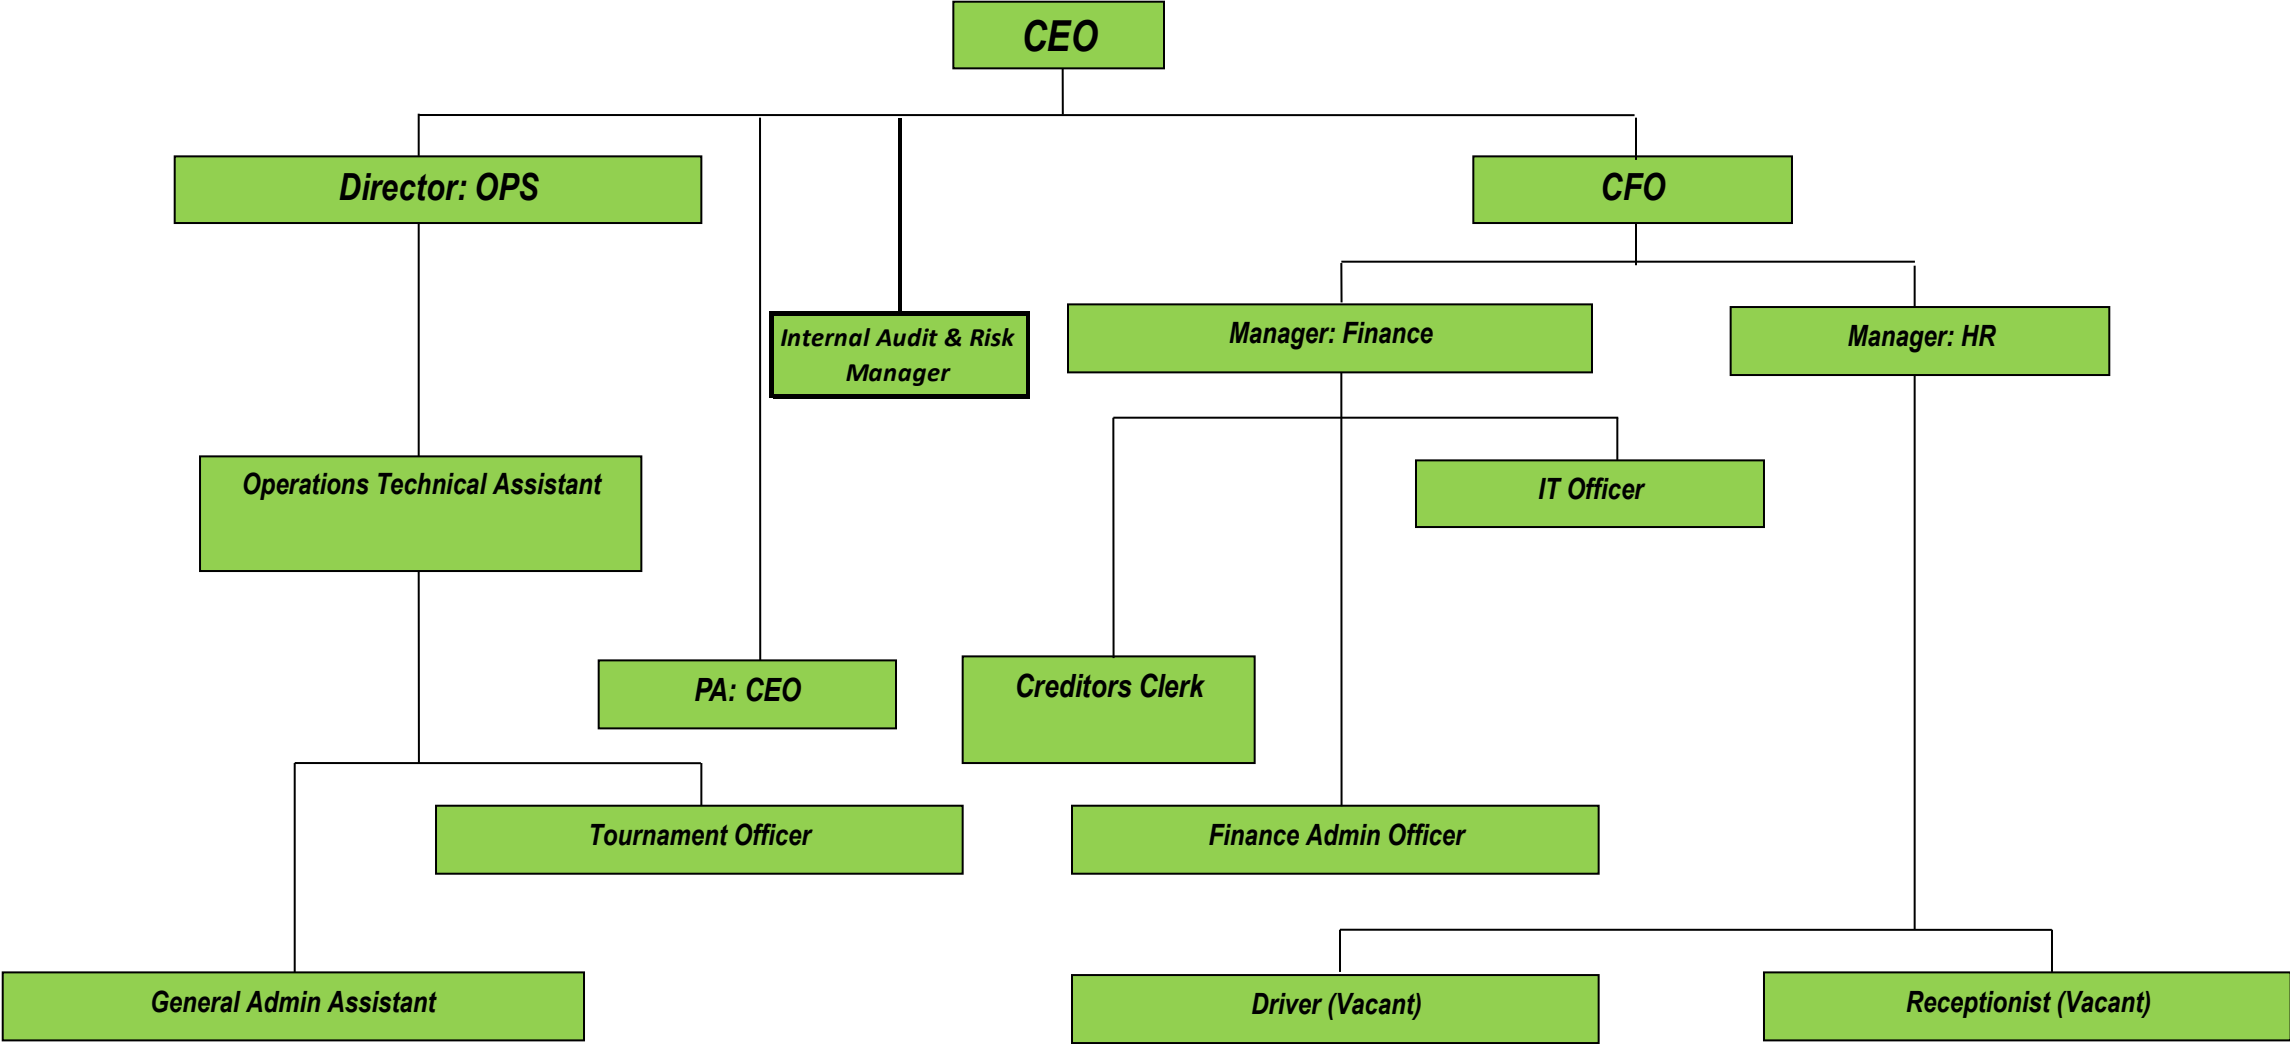 CEO
Director: OPS
CFO
Internal Audit & Risk
Manager
Manager: Finance
Manager: HR
Operations Technical Assistant
IT Officer
PA: CEO
Creditors Clerk
Tournament Officer
Finance Admin Officer
General Admin Assistant
Driver (Vacant)
Receptionist (Vacant)